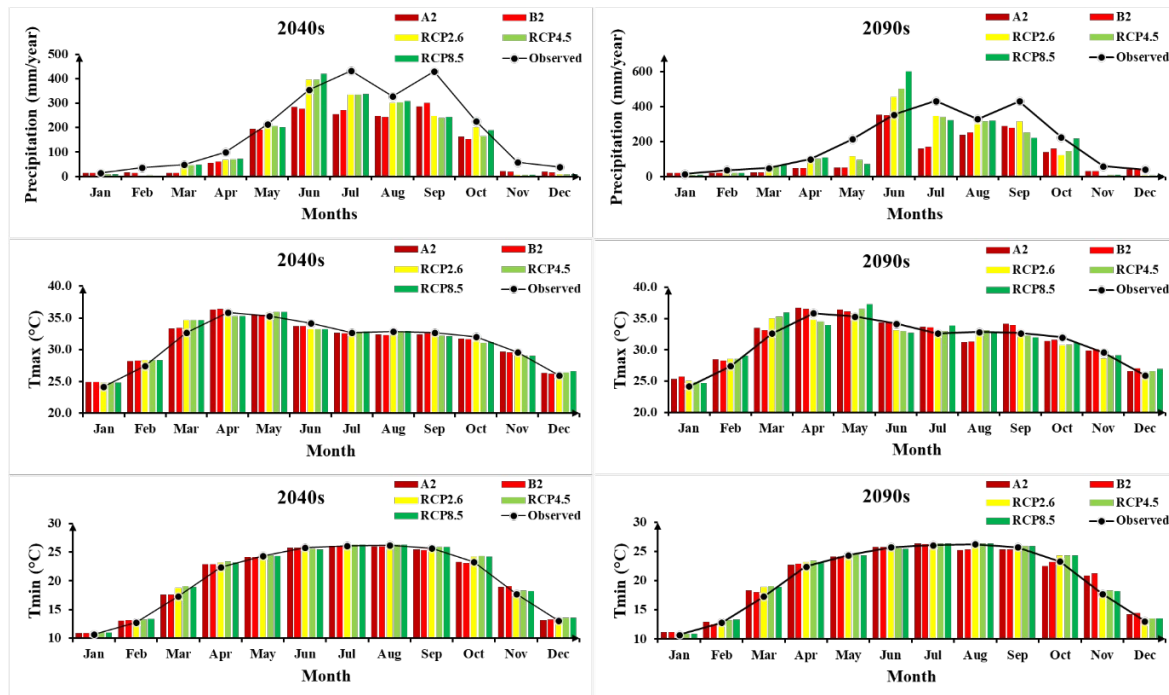 2040s
A2
B2
RCP2.6
RCP4.5
RCP8.5
Observed
Precipitation (mm/year)
500
400
300
200
100
0
Jan Feb Mar Apr May Jun Jul Aug Sep Oct Nov Dec
Months
2090s
A2
B2
RCP2.6
RCP4.5
RCP8.5
Observed
Precipitation (mm/year)
600
400
200
0
Jan Feb Mar Apr May Jun Jul Aug Sep Oct Nov Dec
Months
2040s
A2
B2
RCP2.6
RCP4.5
RCP8.5
Observed
Tmax (°C)
40.0
35.0
30.0
25.0
20.0
Jan Feb Mar Apr May Jun Jul Aug Sep Oct Nov Dec
Month
2090s
A2
B2
RCP2.6
RCP4.5
RCP8.5
Observed
Tmax (°C)
40.0
35.0
30.0
25.0
20.0
Jan Feb Mar Apr May Jun Jul Aug Sep Oct Nov Dec
Month
2040s
A2
B2
RCP2.6
RCP4.5
RCP8.5
Observed
Tmin (°C)
30
25
20
15
10
Jan Feb Mar Apr May Jun Jul Aug Sep Oct Nov Dec
Month
2090s
A2
B2
RCP2.6
RCP4.5
RCP8.5
Observed
Tmin (°C)
30
25
20
15
10
Jan Feb Mar Apr May Jun Jul Aug Sep Oct Nov Dec
Month